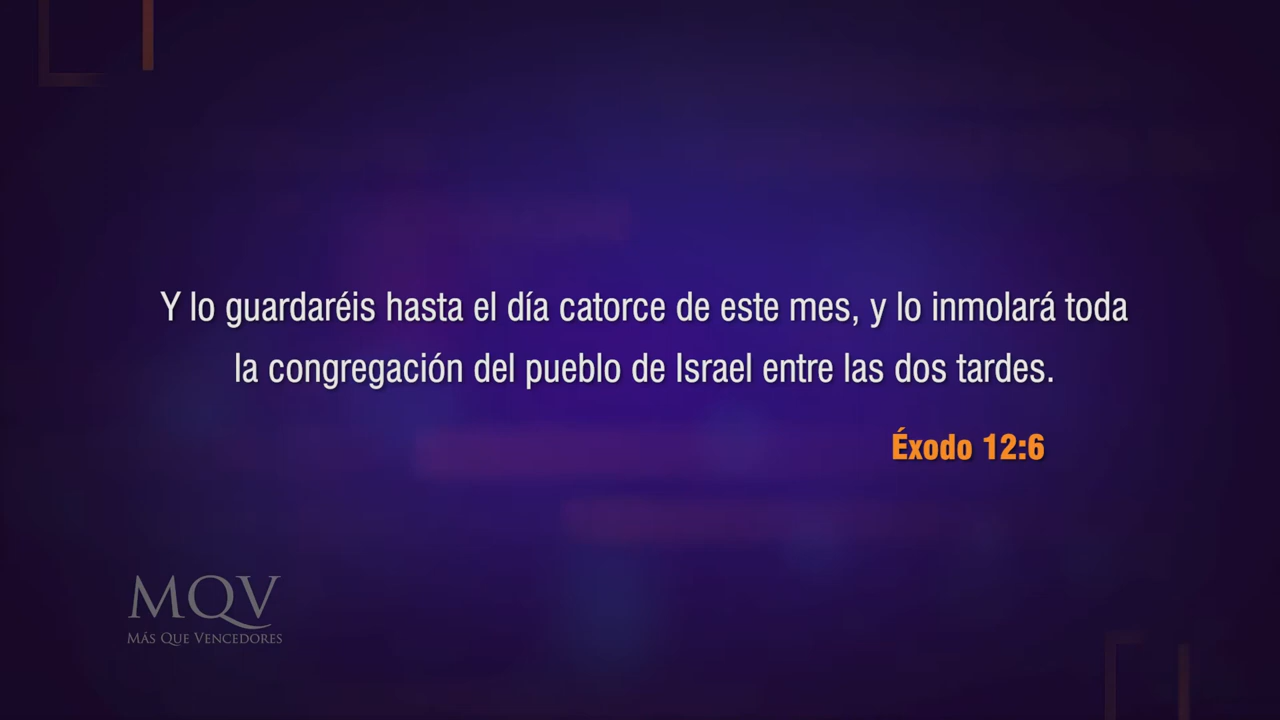 Y lo guardaréis hasta el día catorce de este mes, y lo inmolará toda
la congregación del pueblo de Israel entre las dos tardes.
Éxodo 12:6
MQV
MÁS QUE VENCEDORES